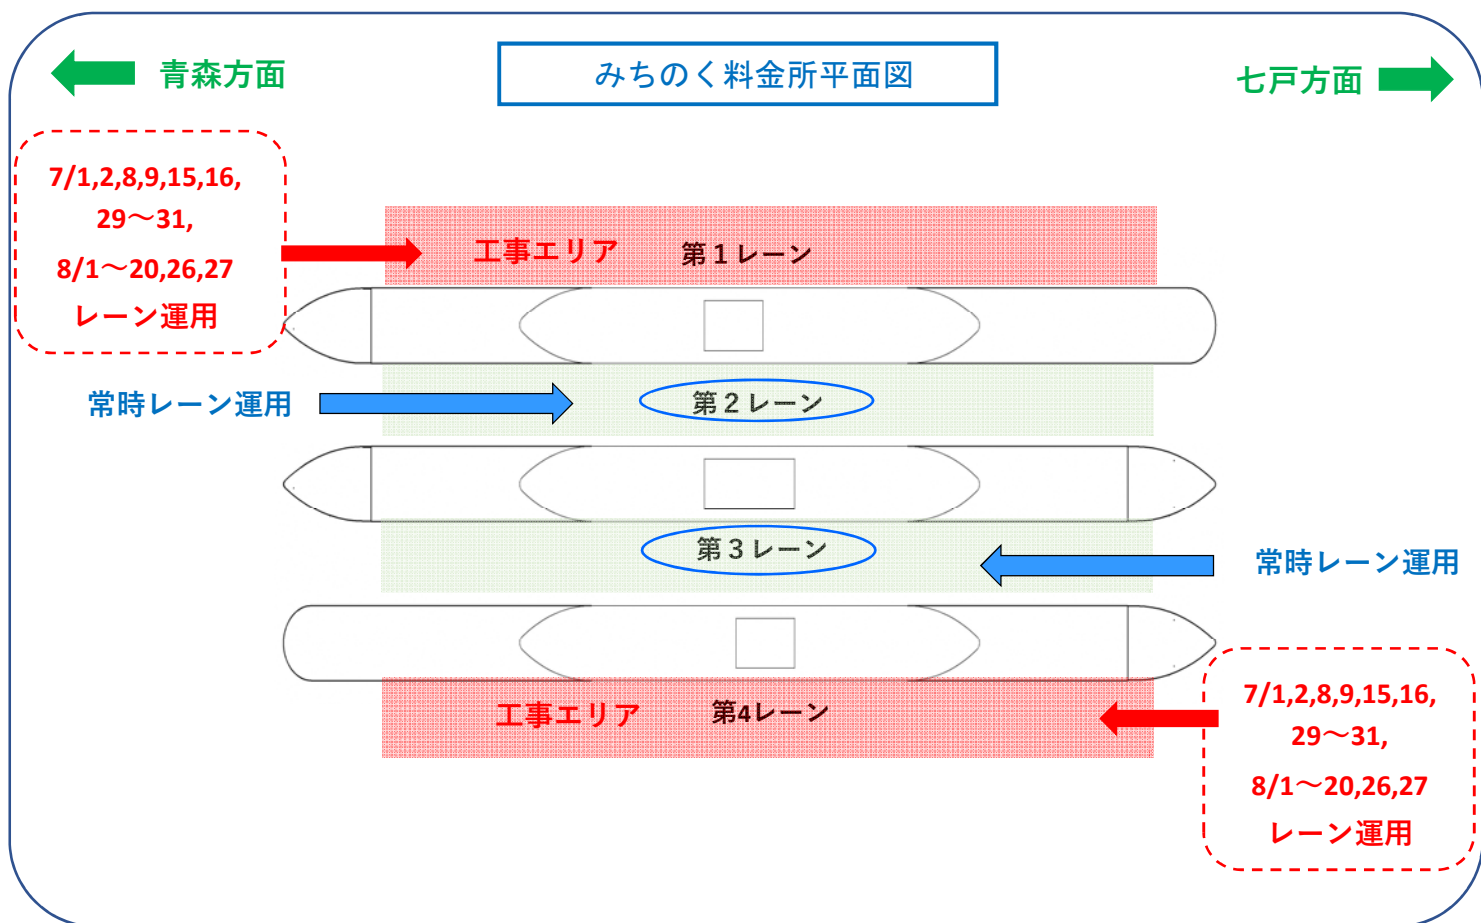 青森方面
みちのく料金所平面図
七戸方面
7/1,2,8,9,15,16,
29～31,
8/1～20,26,27
レーン運用
工事エリア
第１レーン
常時レーン運用
第２レーン
第３レーン
常時レーン運用
工事エリア
第4レーン
7/1,2,8,9,15,16,
29～31,
8/1～20,26,27
レーン運用